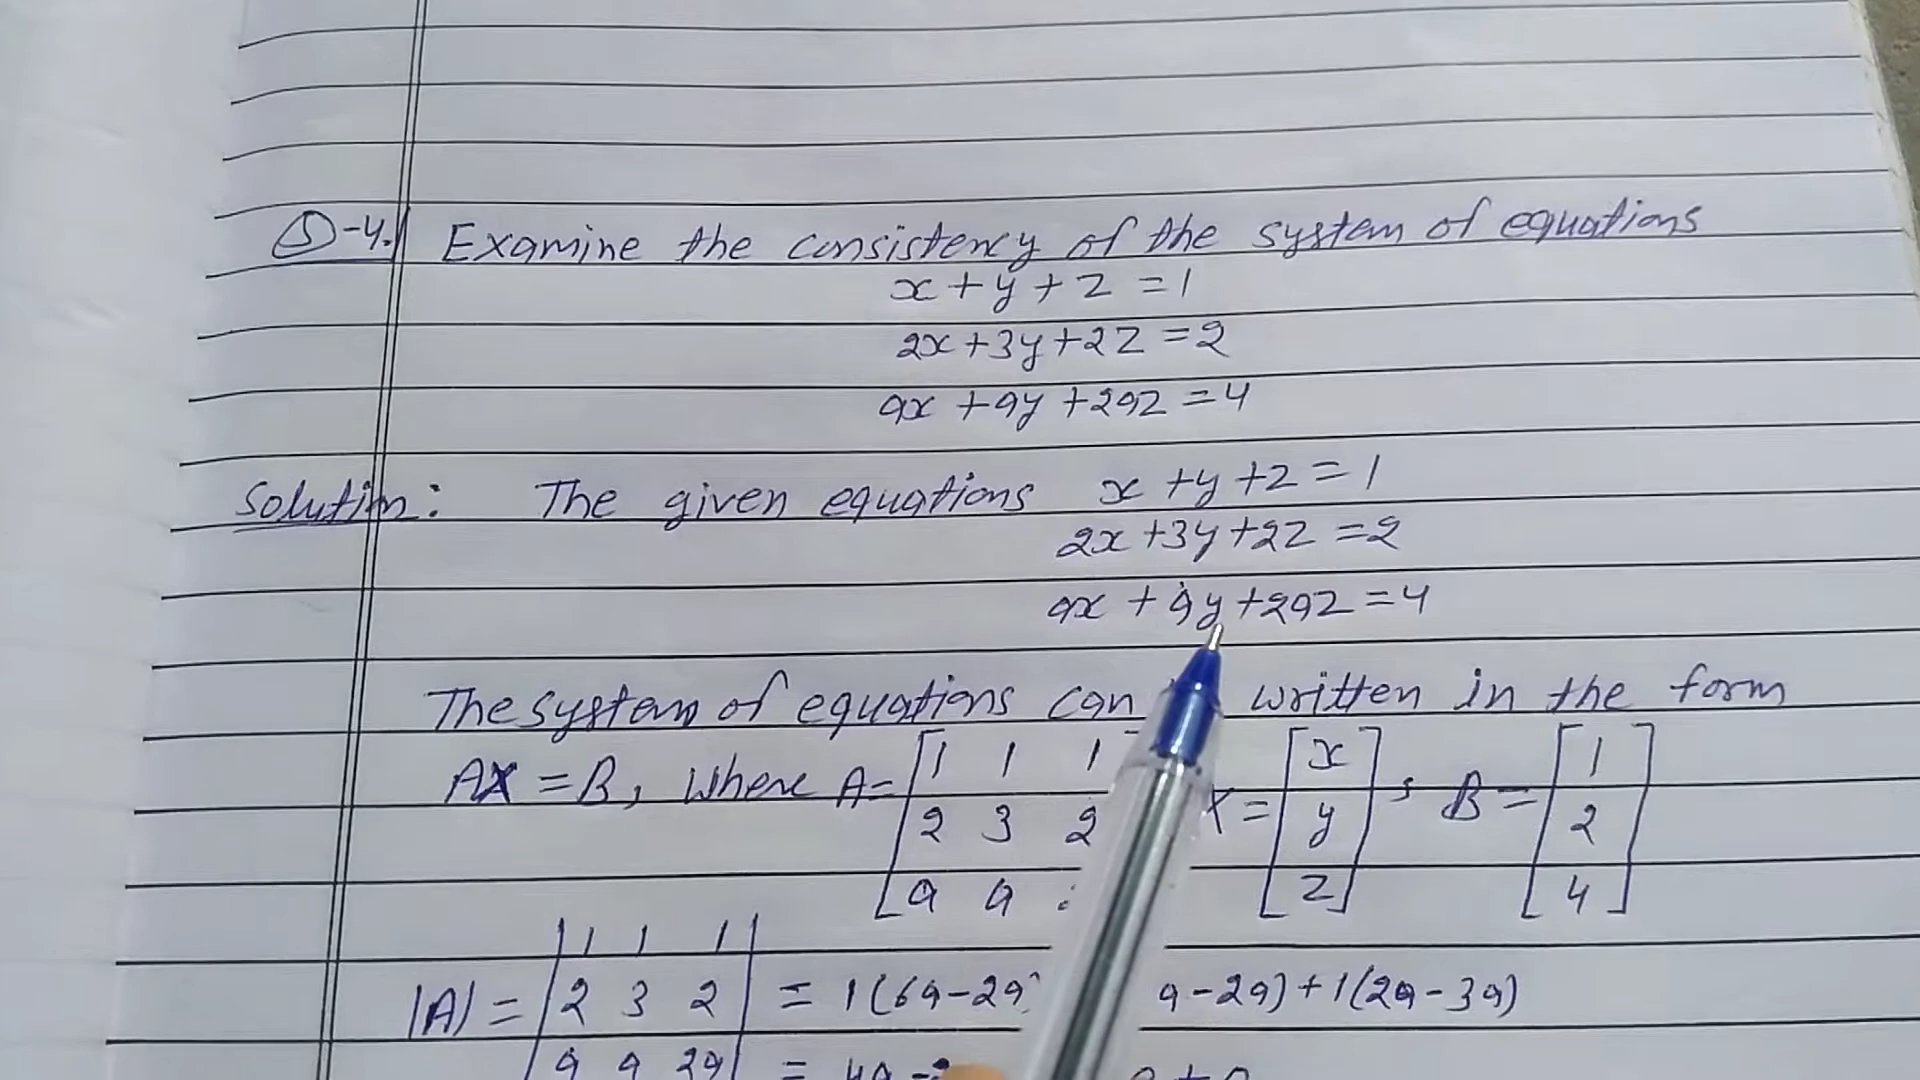 Q-4. Examine the consistency of the system of equations
x + y + z = 1
2x + 3y + 2z = 2
ax + ay + 2az = 4
Solution: The given equations x + y + z = 1
2x + 3y + 2z = 2
ax + ay + 2az = 4
The system of equations can written in the form
AX = B, where A = [1 1 1 X = [x y z], B = [1 2 4]
2 3 2
a a
|A| = |1 1 1, 2 3 2, a a 2a| = 1(6a-2a) a-2a) + 1(2a-3a)
= 4a -